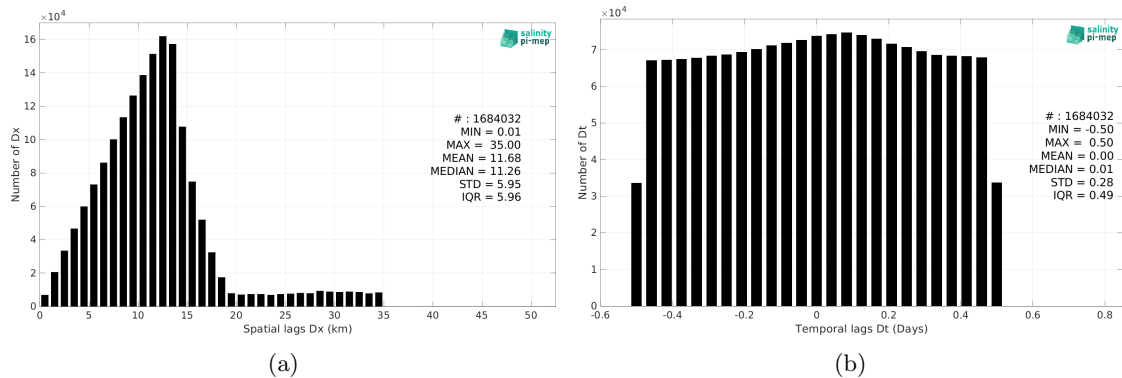 ×10⁴
18
16
14
12
10
8
6
4
2
0
Number of Dx
salinity
pi-mep
# : 1684032
MIN = 0.01
MAX = 35.00
MEAN = 11.68
MEDIAN = 11.26
STD = 5.95
IQR = 5.96
0 5 10 15 20 25 30 35 40 45 50
Spatial lags Dx (km)
(a)
×10⁴
8
7
6
5
4
3
2
1
0
Number of Dt
salinity
pi-mep
# : 1684032
MIN = -0.50
MAX = 0.50
MEAN = 0.00
MEDIAN = 0.01
STD = 0.28
IQR = 0.49
-0.6 -0.4 -0.2 0 0.2 0.4 0.6 0.8
Temporal lags Dt (Days)
(b)